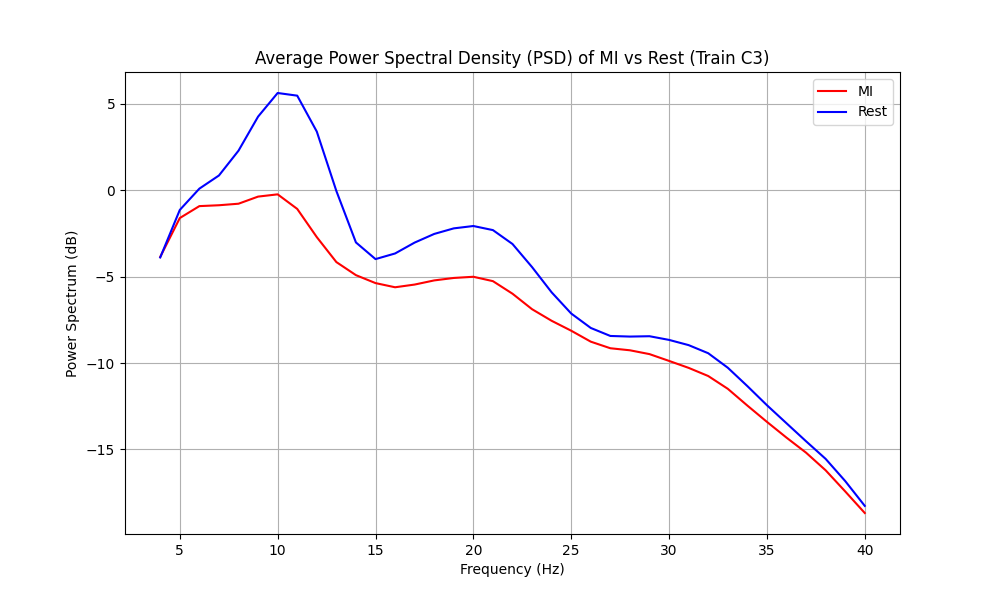 Average Power Spectral Density (PSD) of MI vs Rest (Train C3)
MI
Rest
Power Spectrum (dB)
5
0
−5
−10
−15
5 10 15 20 25 30 35 40
Frequency (Hz)